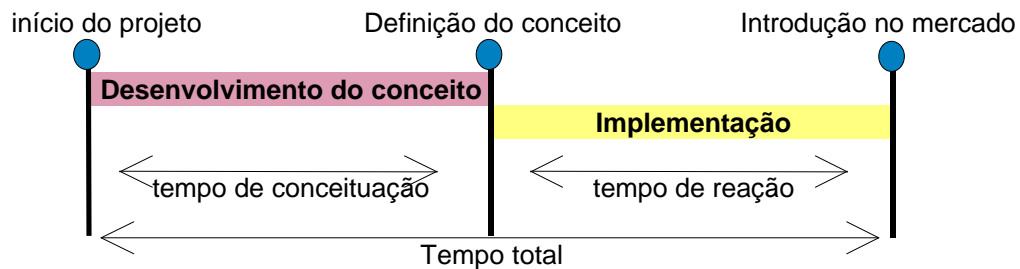 início do projeto
Definição do conceito
Introdução no mercado
Desenvolvimento do conceito
Implementação
tempo de conceituação
tempo de reação
Tempo total